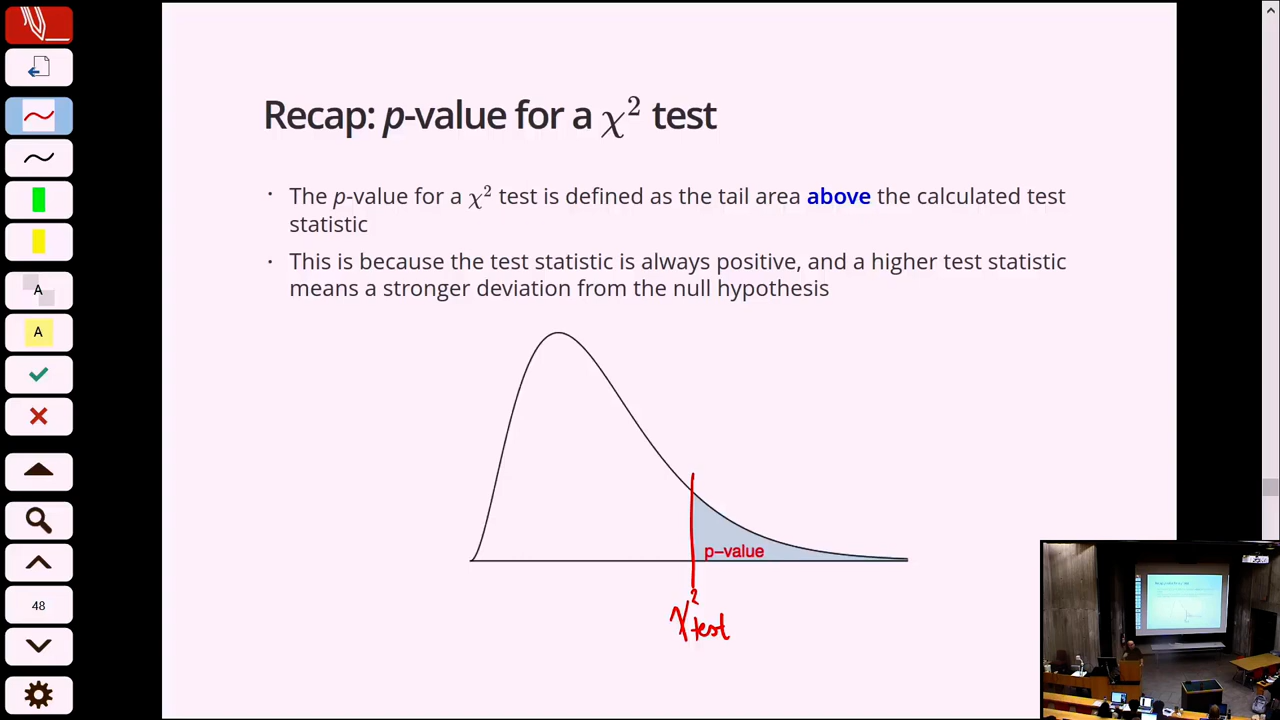 Recap: p-value for a χ² test
· The p-value for a χ² test is defined as the tail area above the calculated test
statistic
· This is because the test statistic is always positive, and a higher test statistic
means a stronger deviation from the null hypothesis
p–value
χ²test
A
A
48